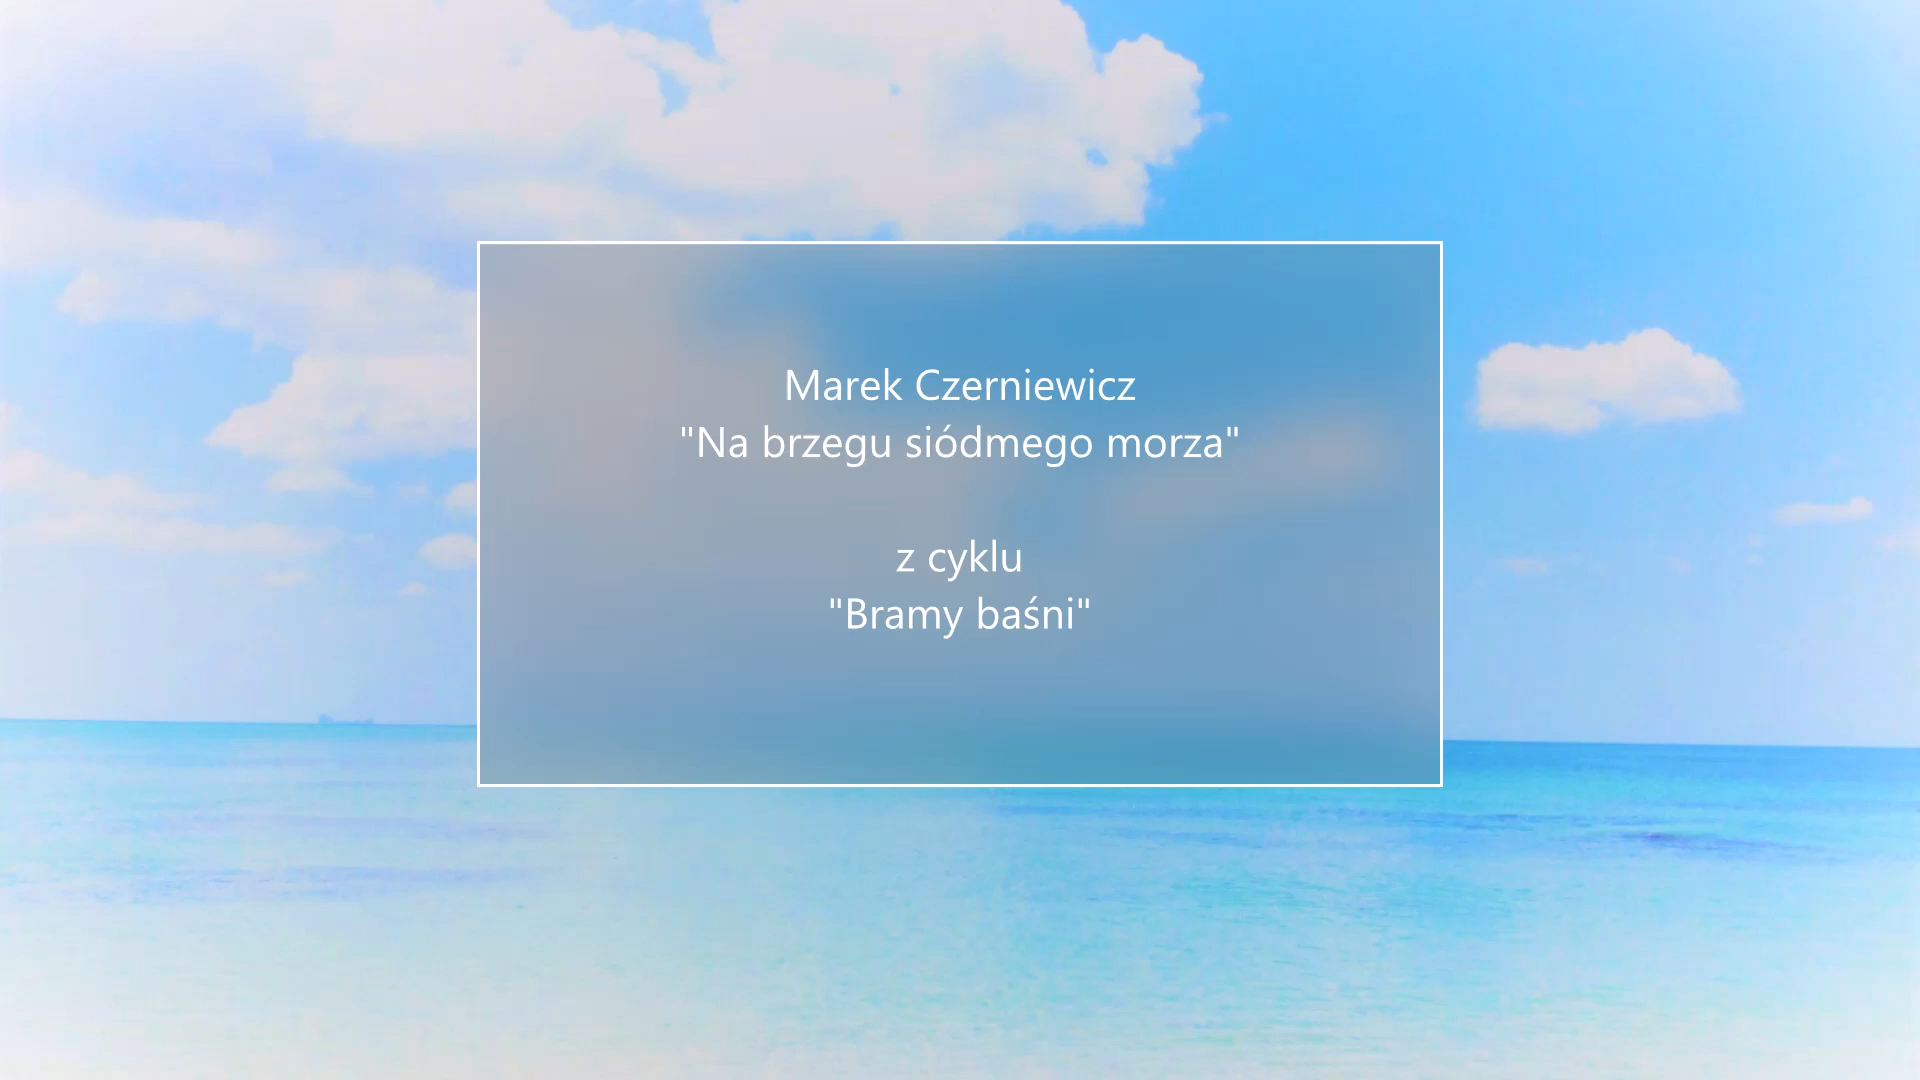 Marek Czerniewicz
"Na brzegu siódmego morza"
z cyklu
"Bramy baśni"